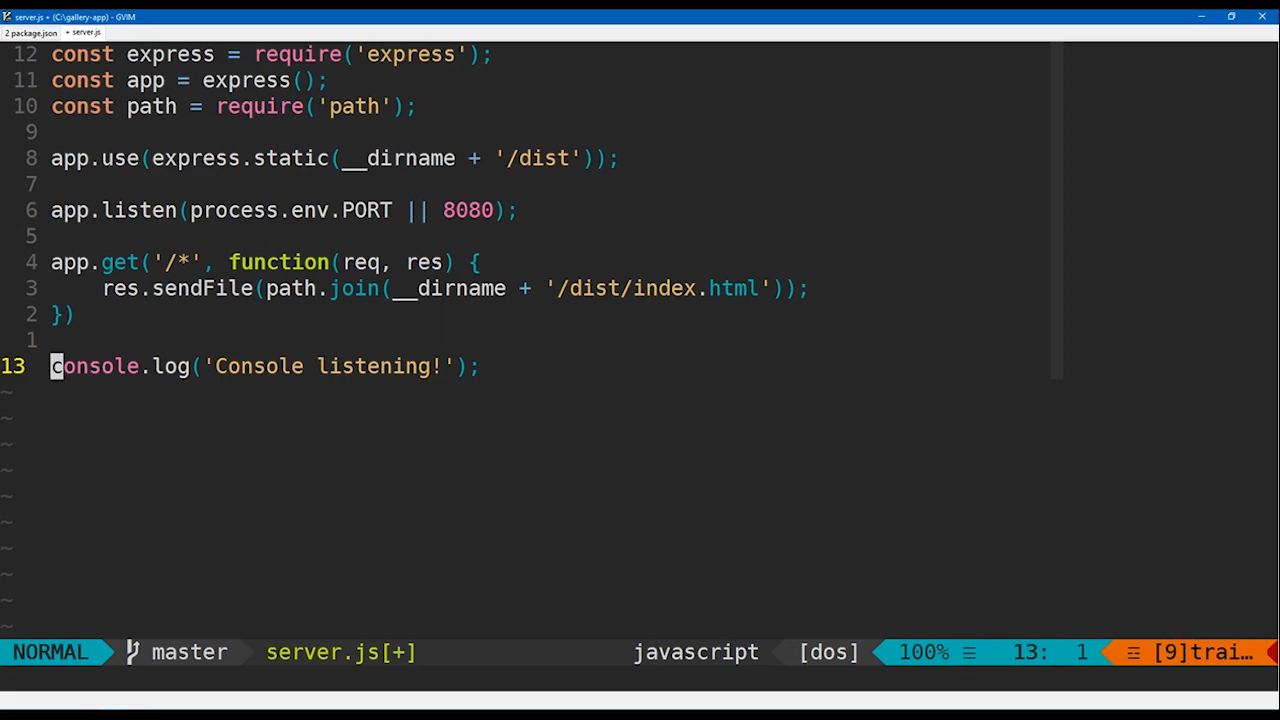 server.js + (C:\gallery-app) - GVIM
2 package.json + server.js
12 const express = require('express');
11 const app = express();
10 const path = require('path');
9
8 app.use(express.static(__dirname + '/dist'));
7
6 app.listen(process.env.PORT || 8080);
5
4 app.get('/*', function(req, res) {
3 res.sendFile(path.join(__dirname + '/dist/index.html'));
2 })
1
13 console.log('Console listening!');
~
~
~
~
~
~
~
~
~
~
NORMAL master server.js[+] javascript [dos] 100% ☰ 13: 1 ☲ [9]trai…